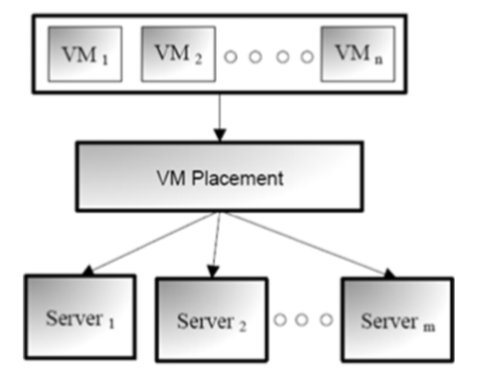 VM 1 VM 2 VM n
VM Placement
Server 1 Server 2 Server m